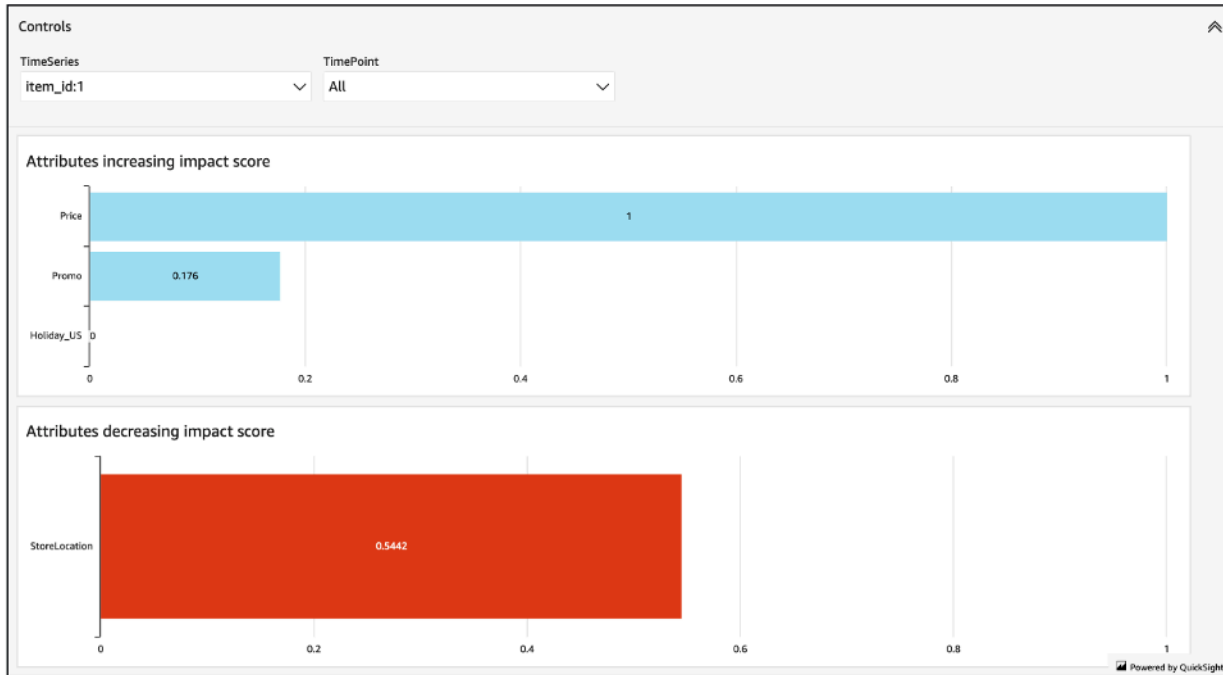 Controls
TimeSeries
TimePoint
item_id:1
All
Attributes increasing impact score
Price
1
Promo
0.176
Holiday_US
0
0 0.2 0.4 0.6 0.8 1
Attributes decreasing impact score
StoreLocation
0.5442
0 0.2 0.4 0.6 0.8 1
Powered by QuickSight